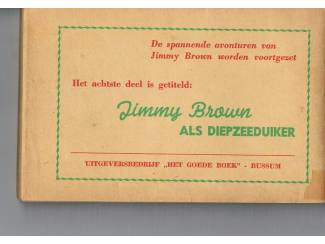 De spannende avonturen van
Jimmy Brown worden voortgezet
Het achtste deel is getiteld:
Jimmy Brown
ALS DIEPZEEDUIKER
UITGEVERSBEDRIJF „HET GOEDE BOEK" - BUSSUM